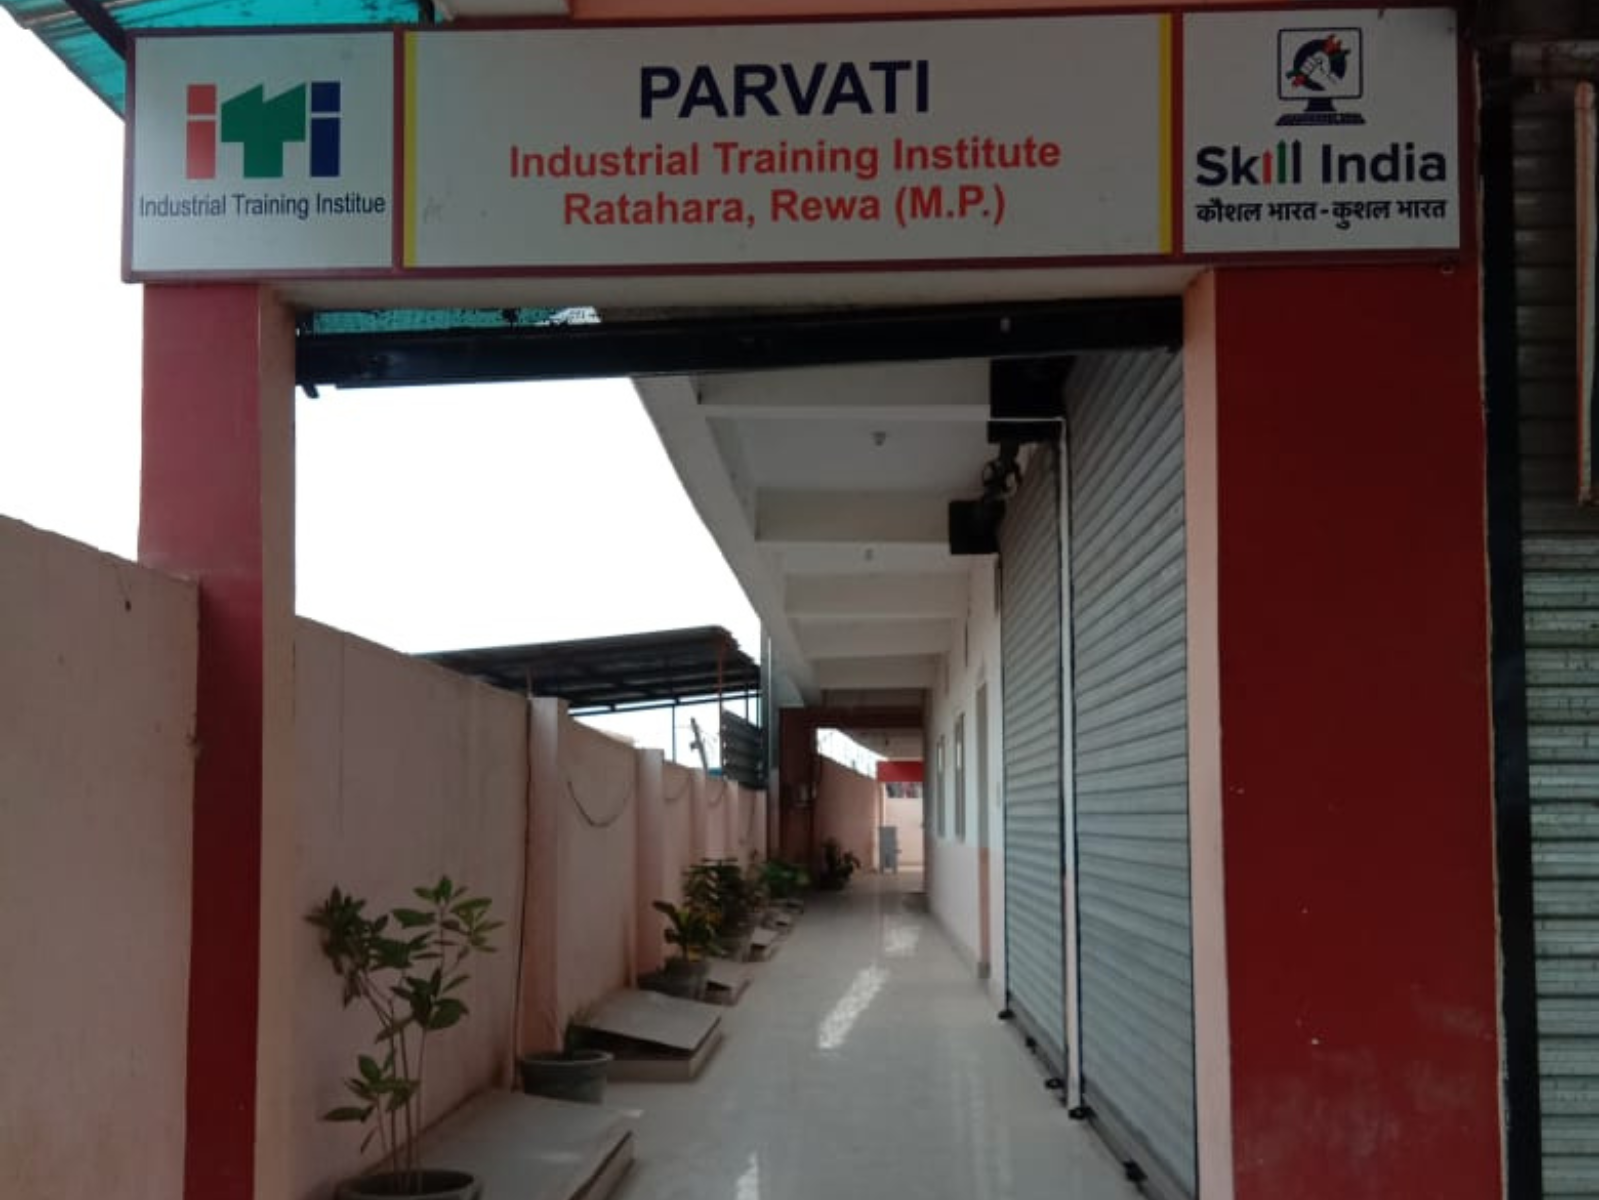 iTi
Industrial Training Institue
PARVATI
Industrial Training Institute
Ratahara, Rewa (M.P.)
Skill India
कौशल भारत-कुशल भारत